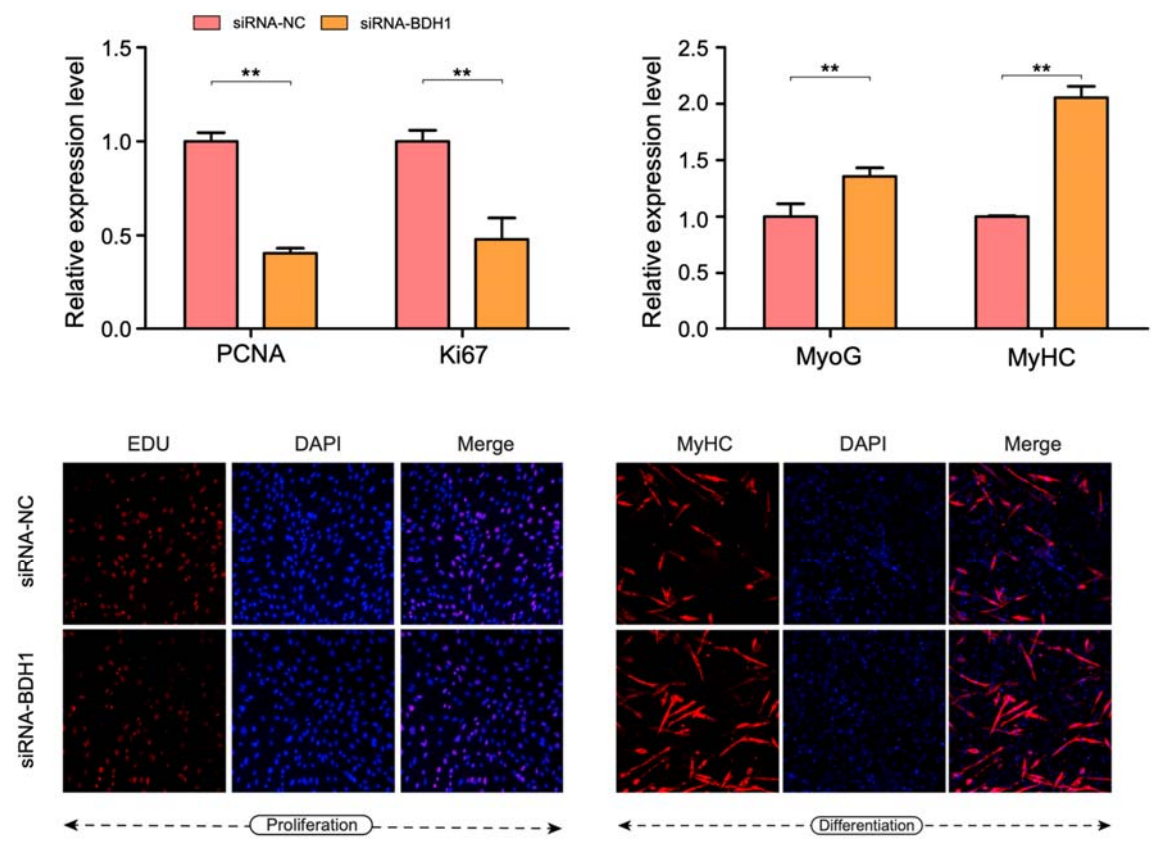 siRNA-NC siRNA-BDH1
Relative expression level
1.5
1.0
0.5
0.0
**
**
PCNA Ki67
Relative expression level
2.5
2.0
1.5
1.0
0.5
0.0
**
**
MyoG MyHC
EDU DAPI Merge
siRNA-NC
siRNA-BDH1
Proliferation
MyHC DAPI Merge
Differentiation